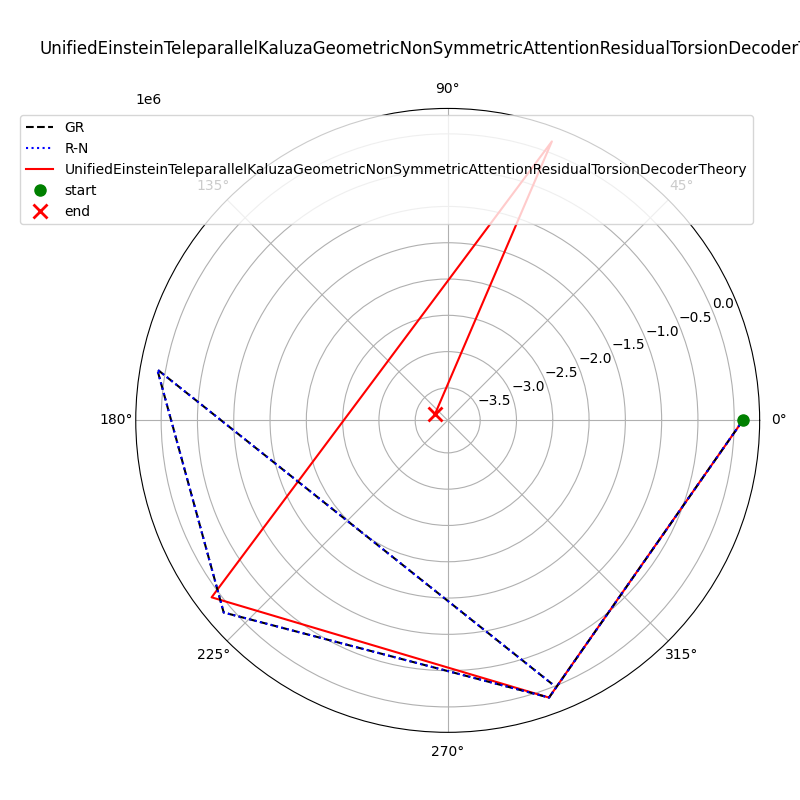 UnifiedEinsteinTeleparallelKaluzaGeometricNonSymmetricAttentionResidualTorsionDecoderT
90°
1e6
GR
R-N
UnifiedEinsteinTeleparallelKaluzaGeometricNonSymmetricAttentionResidualTorsionDecoderTheory
start
end
135°
45°
0.0
−0.5
−1.0
−1.5
−2.0
−2.5
−3.0
−3.5
180°
0°
225°
315°
270°